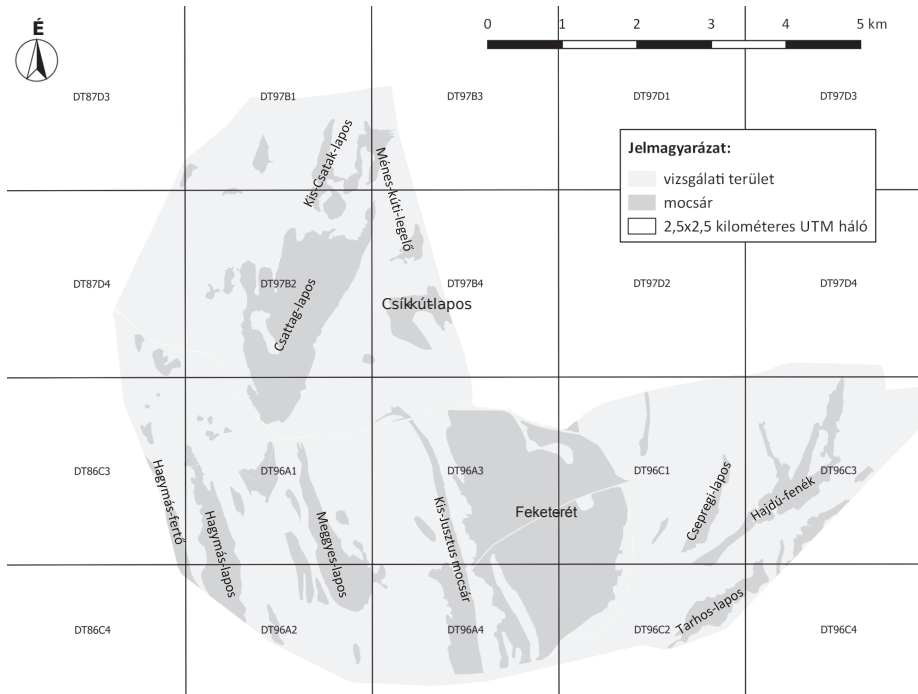 É
0 1 2 3 4 5 km
DT87D3
DT97B1
DT97B3
DT97D1
DT97D3
Jelmagyarázat:
vizsgálati terület
mocsár
2,5x2,5 kilométeres UTM háló
Kis-Csatak-lapos
Ménes-kúti-legelő
DT87D4
DT97B2
DT97B4
DT97D2
DT97D4
Csattag-lapos
Csíkkút-lapos
DT86C3
DT96A1
DT96A3
DT96C1
DT96C3
Hagymás-fertő
Hagymás-lapos
Meggyes-lapos
Kis-Jusztus mocsár
Feketerét
Csepregi-lapos
Hajdú-fenék
Tarhos-lapos
DT86C4
DT96A2
DT96A4
DT96C2
DT96C4